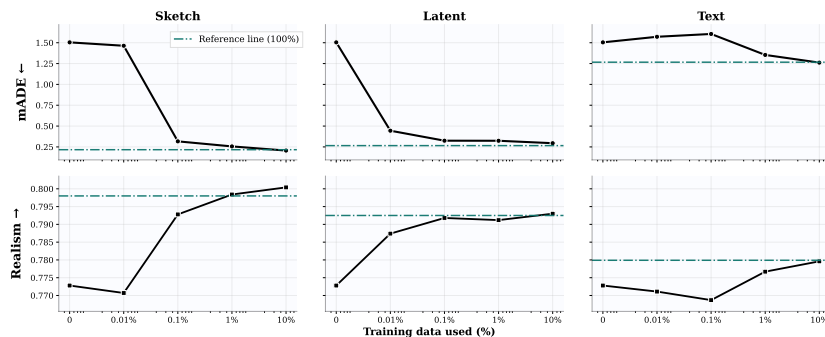 Sketch
Latent
Text
Reference line (100%)
mADE ←
1.50
1.25
1.00
0.75
0.50
0.25
Realism →
0.800
0.795
0.790
0.785
0.780
0.775
0.770
0 0.01% 0.1% 1% 10%
0 0.01% 0.1% 1% 10%
0 0.01% 0.1% 1% 10%
Training data used (%)